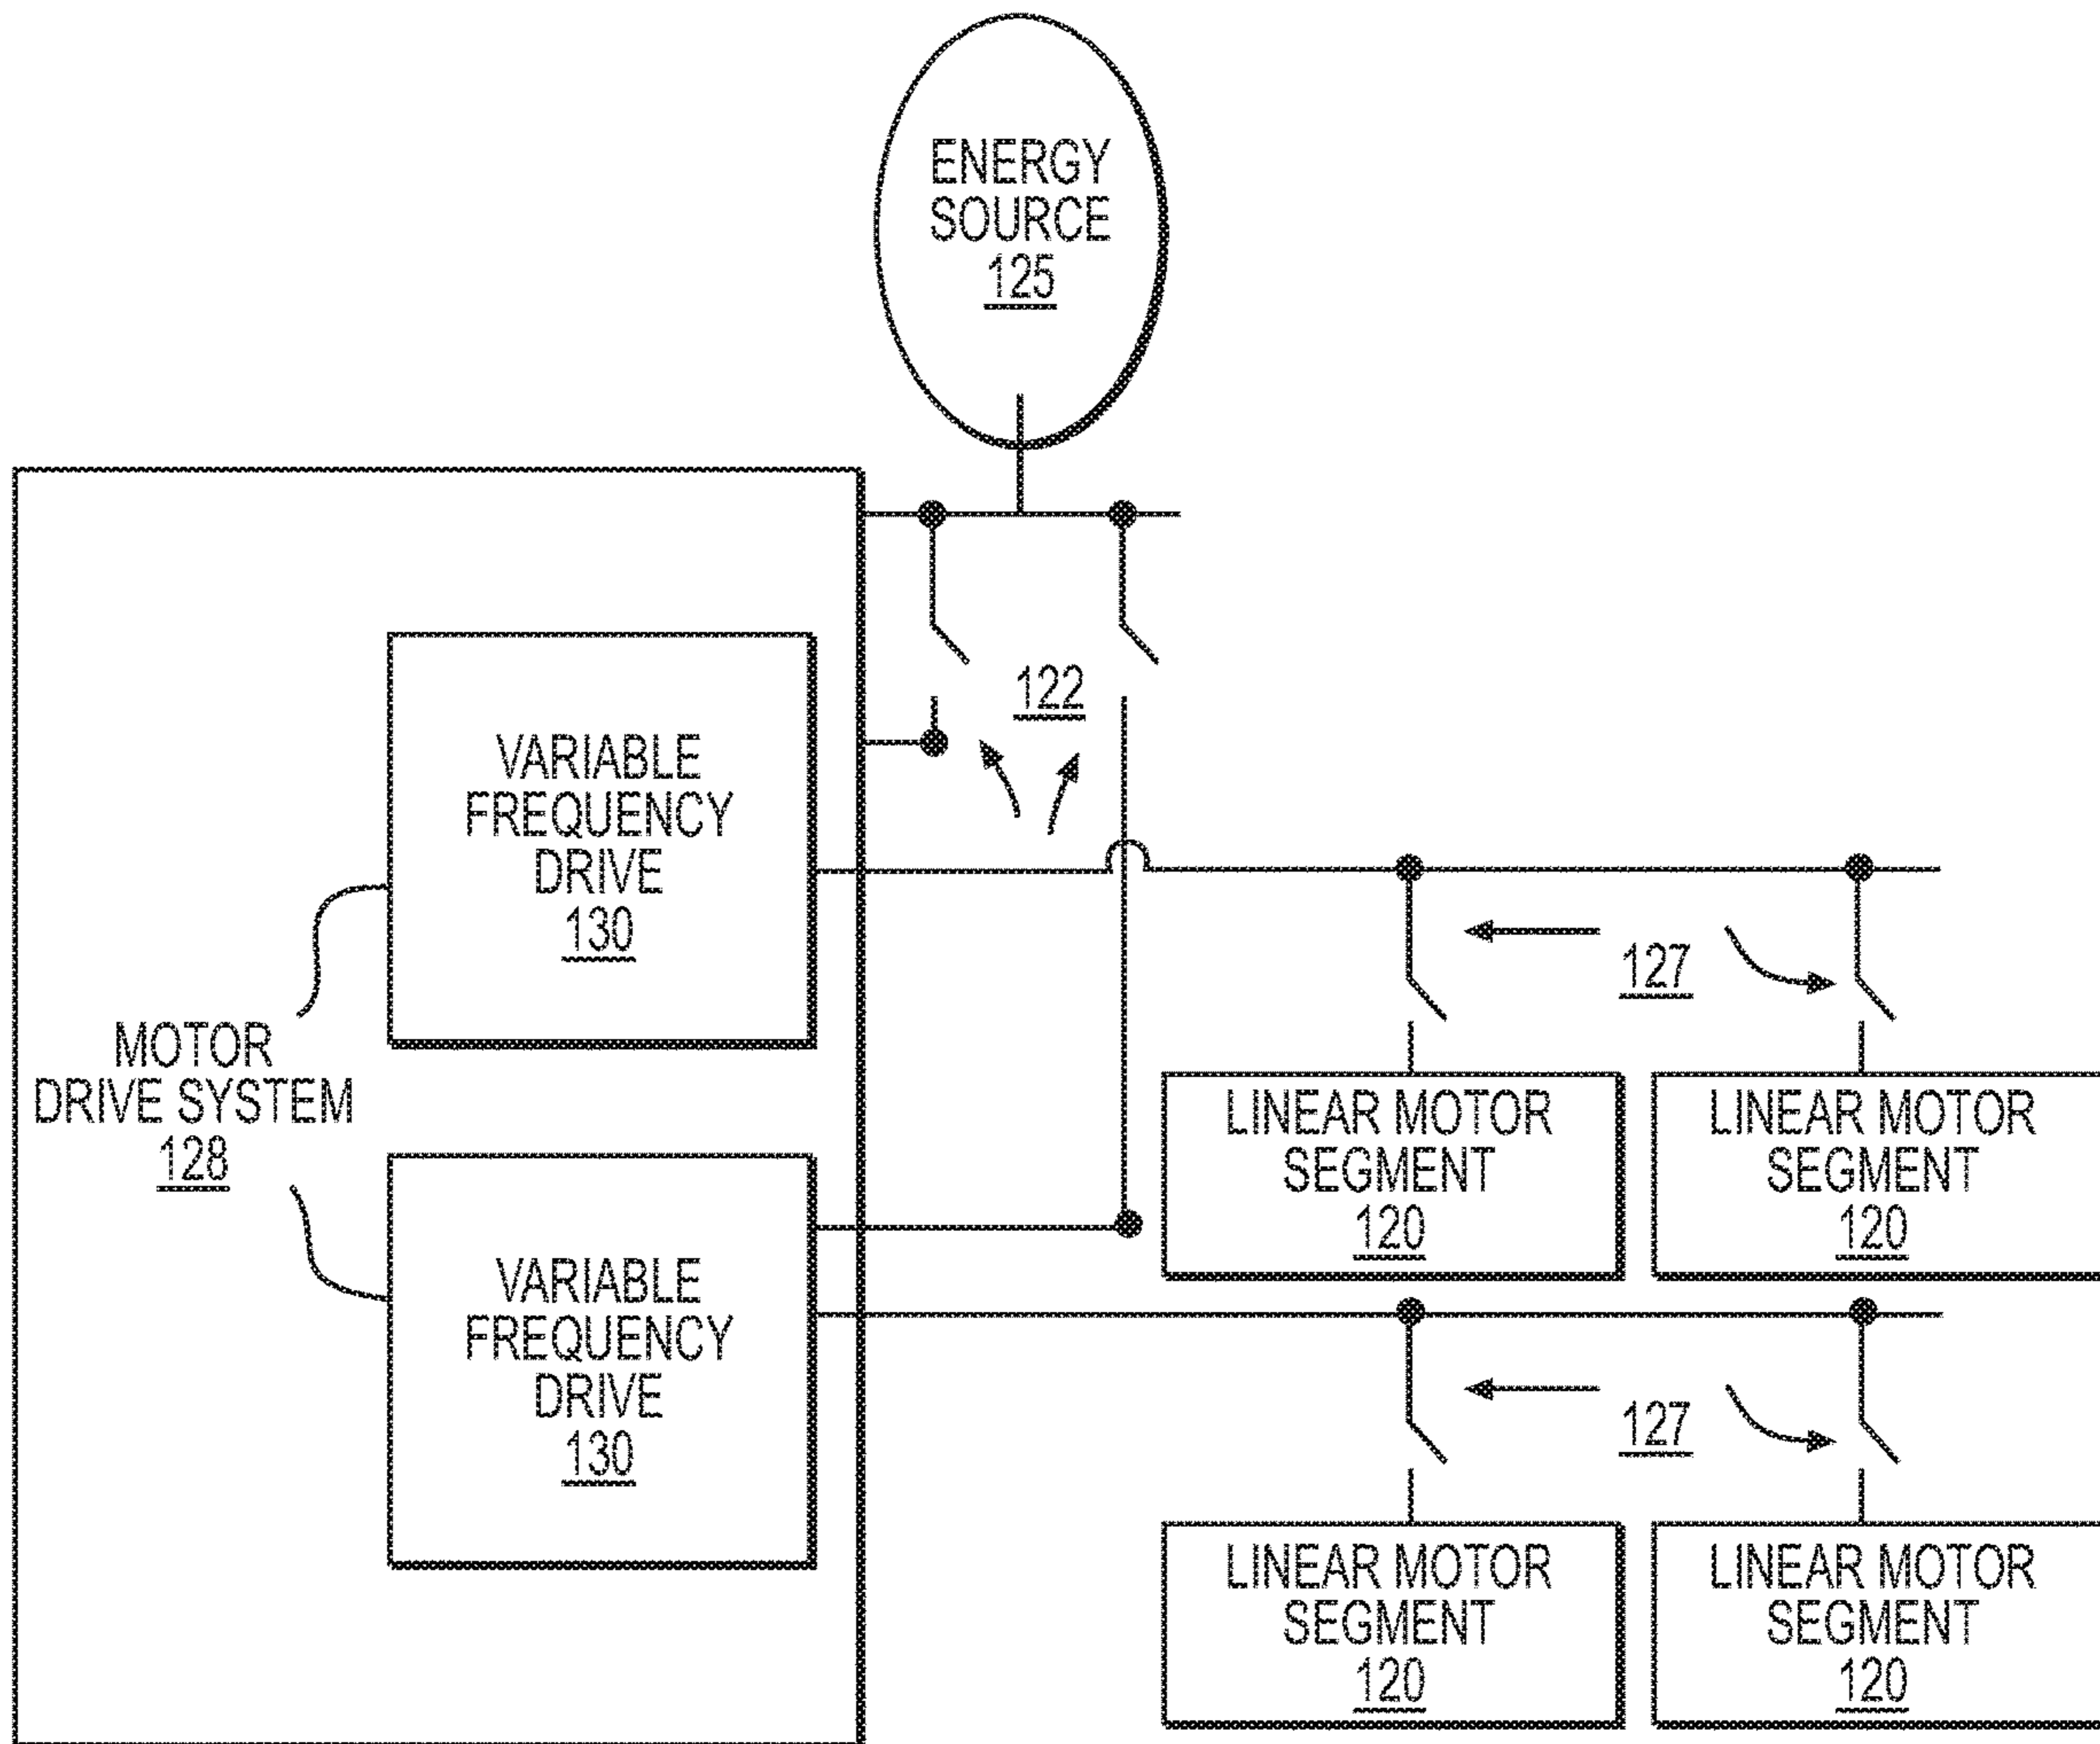 ENERGY
SOURCE
125
122
VARIABLE
FREQUENCY
DRIVE
130
127
MOTOR
DRIVE SYSTEM
128
LINEAR MOTOR
SEGMENT
120
LINEAR MOTOR
SEGMENT
120
VARIABLE
FREQUENCY
DRIVE
130
127
LINEAR MOTOR
SEGMENT
120
LINEAR MOTOR
SEGMENT
120